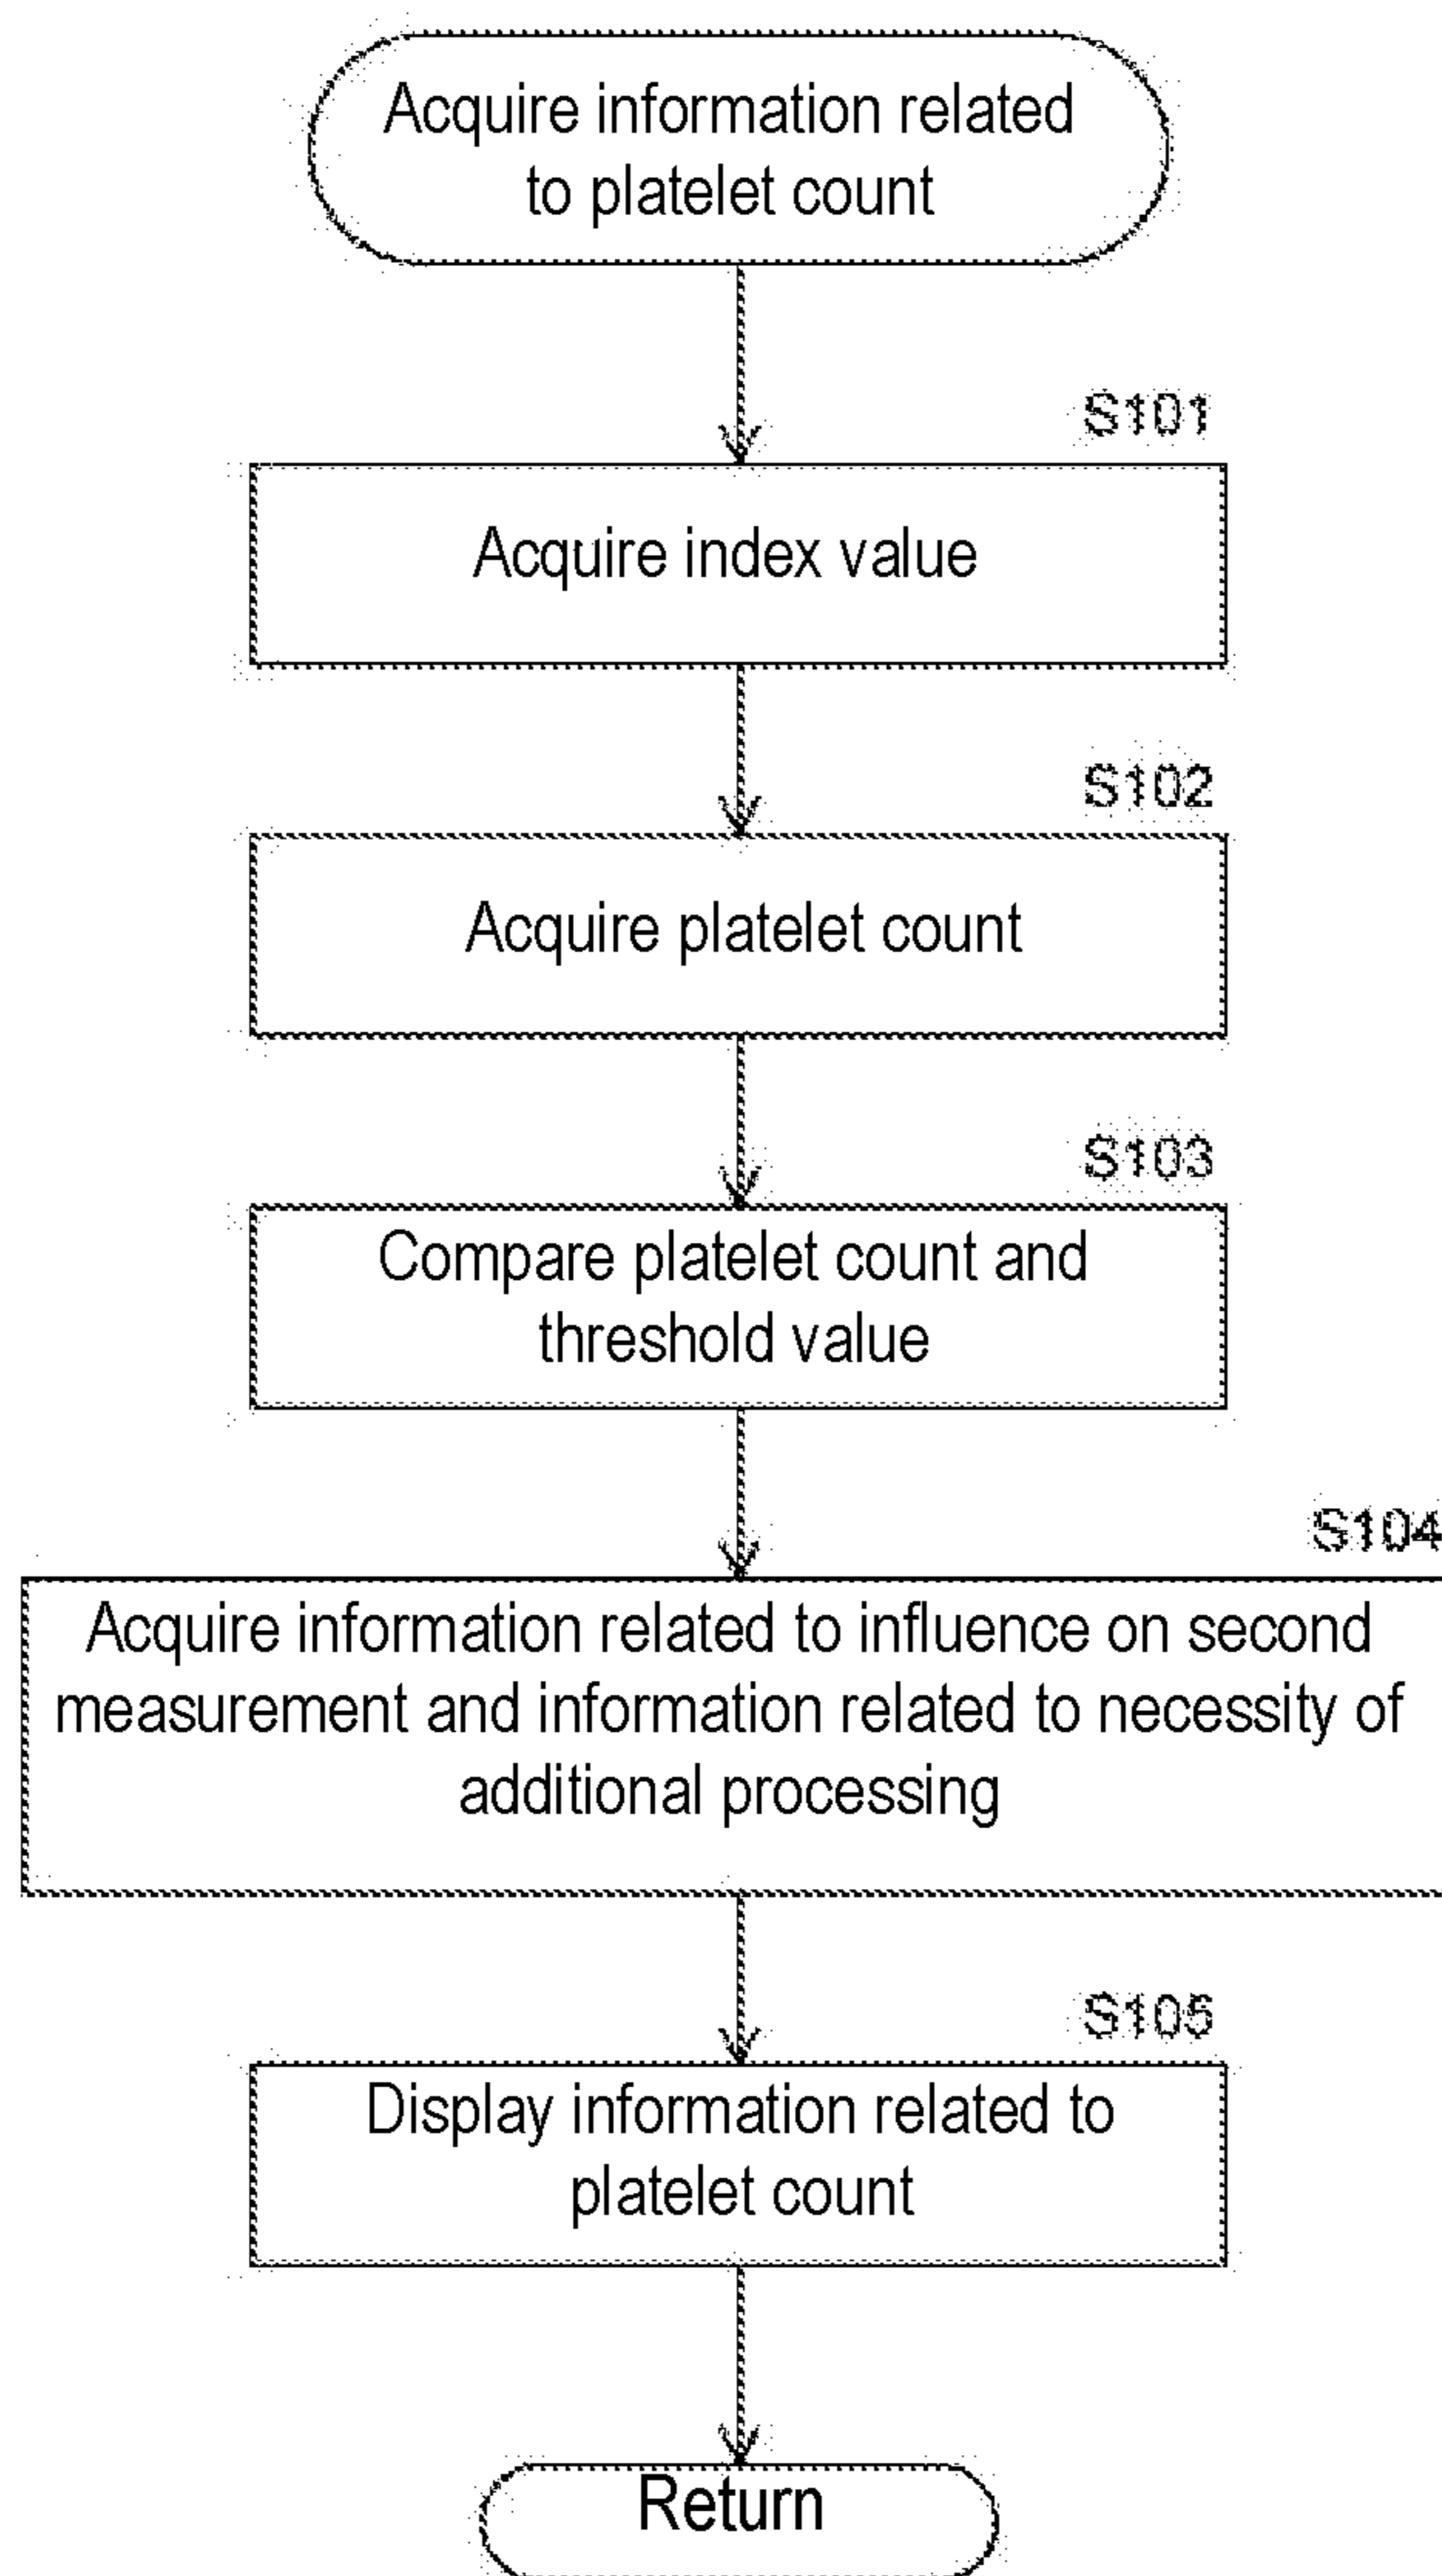 Acquire information related
to platelet count
S101
Acquire index value
S102
Acquire platelet count
S103
Compare platelet count and
threshold value
S104
Acquire information related to influence on second
measurement and information related to necessity of
additional processing
S105
Display information related to
platelet count
Return